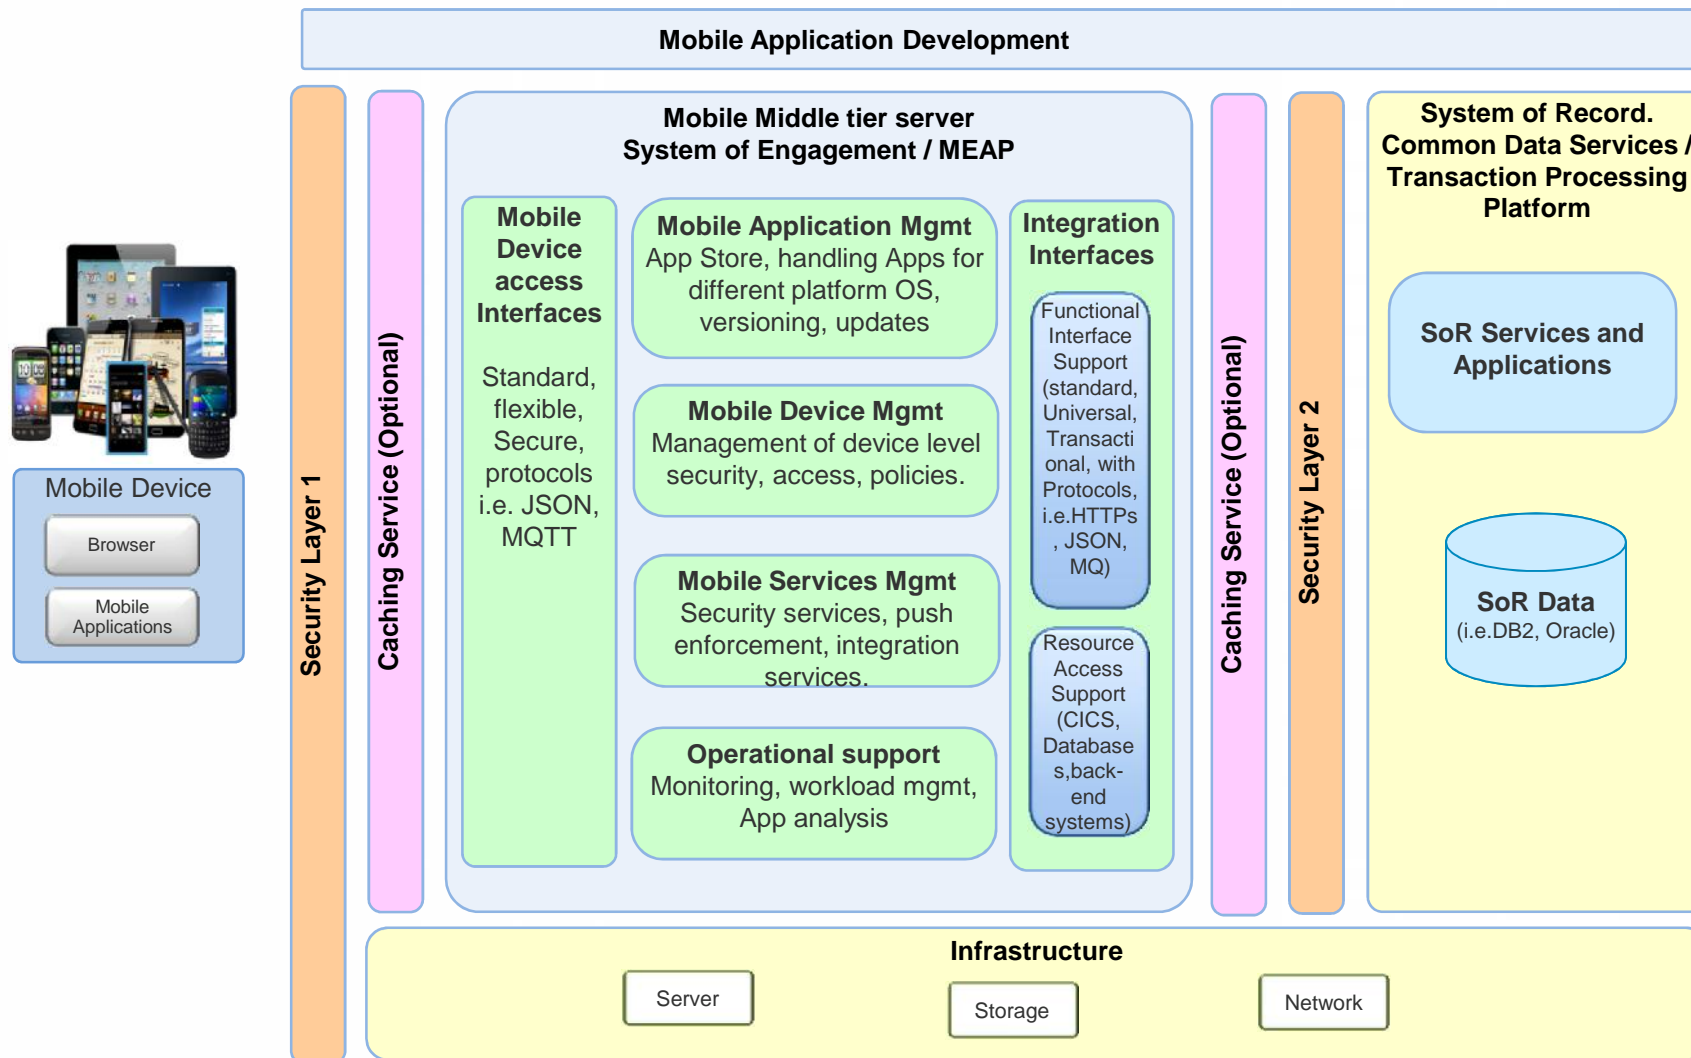 Mobile Application Development
Mobile Device
Browser
Mobile
Applications
Security Layer 1
Caching Service (Optional)
Mobile Middle tier server
System of Engagement / MEAP
Mobile
Device
access
Interfaces
Standard,
flexible,
Secure,
protocols
i.e. JSON,
MQTT
Mobile Application Mgmt
App Store, handling Apps for
different platform OS,
versioning, updates
Mobile Device Mgmt
Management of device level
security, access, policies.
Mobile Services Mgmt
Security services, push
enforcement, integration
services.
Operational support
Monitoring, workload mgmt,
App analysis
Integration
Interfaces
Functional
Interface
Support
(standard,
Universal,
Transacti
onal, with
Protocols,
i.e.HTTPs
, JSON,
MQ)
Resource
Access
Support
(CICS,
Database
s,back-
end
systems)
Caching Service (Optional)
Security Layer 2
System of Record.
Common Data Services /
Transaction Processing
Platform
SoR Services and
Applications
SoR Data
(i.e.DB2, Oracle)
Infrastructure
Server
Storage
Network